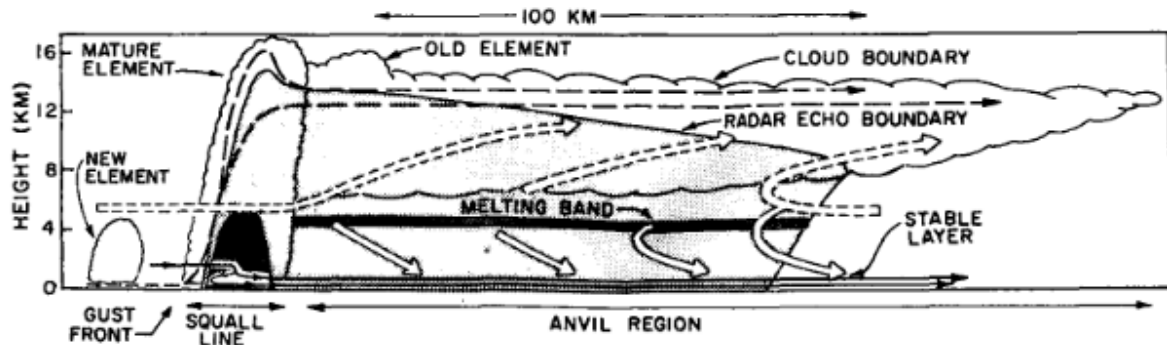 100 KM
16
12
8
4
0
HEIGHT (KM)
MATURE
ELEMENT
OLD ELEMENT
CLOUD BOUNDARY
RADAR ECHO BOUNDARY
NEW
ELEMENT
MELTING BAND
STABLE
LAYER
GUST
FRONT
SQUALL
LINE
ANVIL REGION